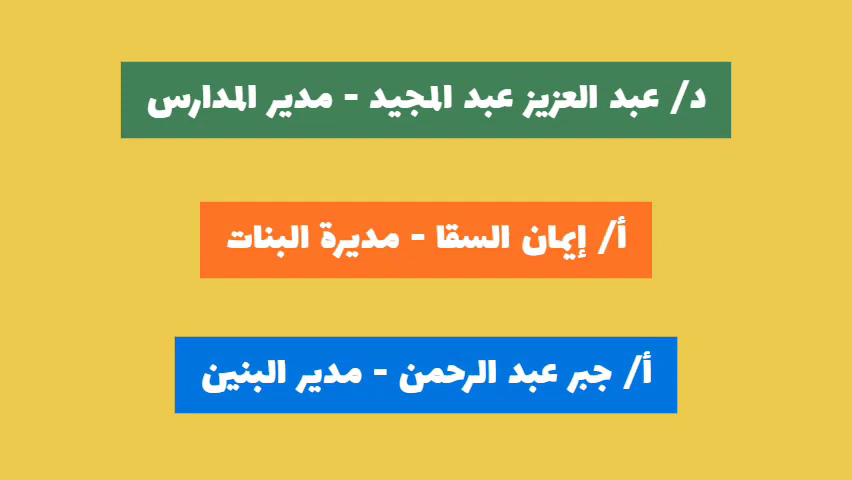 د/ عبد العزيز عبد المجيد - مدير المدارس
أ/ إيمان السقا - مديرة البنات
أ/ جبر عبد الرحمن - مدير البنين